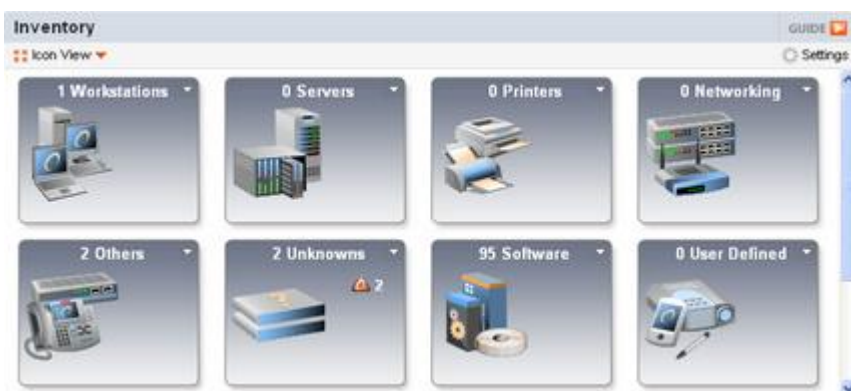 Inventory
GUIDE
Icon View
Settings
1 Workstations
0 Servers
0 Printers
0 Networking
2 Others
2 Unknowns
95 Software
0 User Defined
2